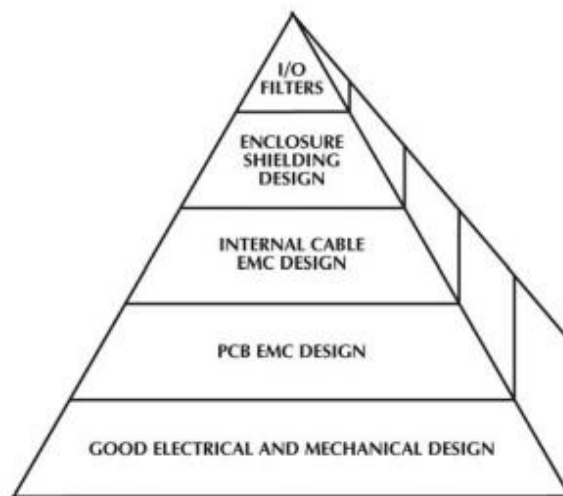 I/O
FILTERS
ENCLOSURE
SHIELDING
DESIGN
INTERNAL CABLE
EMC DESIGN
PCB EMC DESIGN
GOOD ELECTRICAL AND MECHANICAL DESIGN